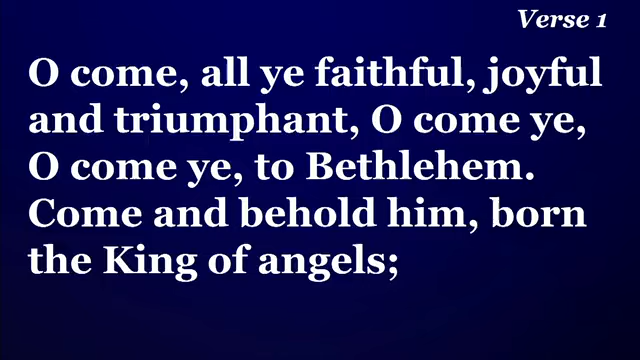 Verse 1
O come, all ye faithful, joyful
and triumphant, O come ye,
O come ye, to Bethlehem.
Come and behold him, born
the King of angels;